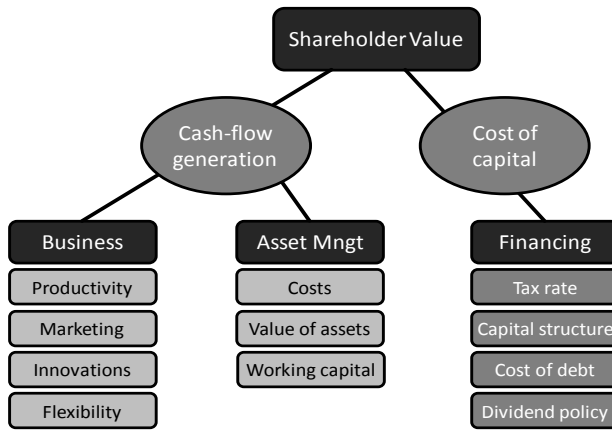 Shareholder Value
Cash-flow
generation
Cost of
capital
Business
Asset Mngt
Financing
Productivity
Costs
Tax rate
Marketing
Value of assets
Capital structure
Innovations
Working capital
Cost of debt
Flexibility
Dividend policy